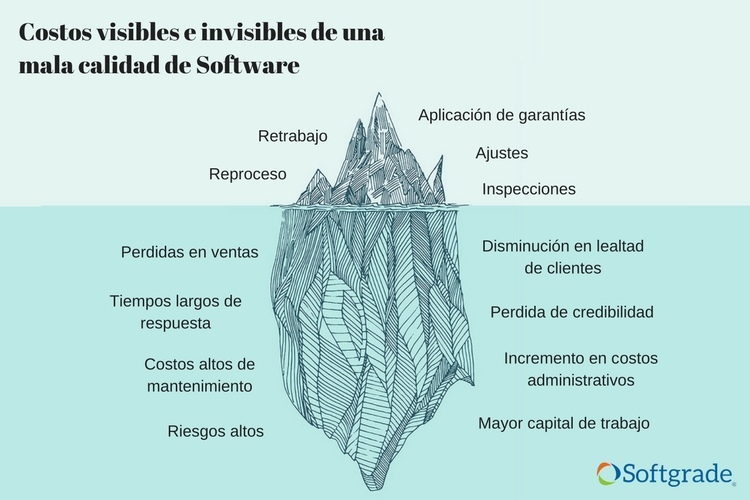 Costos visibles e invisibles de una
mala calidad de Software
Aplicación de garantías
Retrabajo
Ajustes
Reproceso
Inspecciones
Perdidas en ventas
Disminución en lealtad
de clientes
Tiempos largos de
respuesta
Perdida de credibilidad
Costos altos de
mantenimiento
Incremento en costos
administrativos
Riesgos altos
Mayor capital de trabajo
Softgrade®